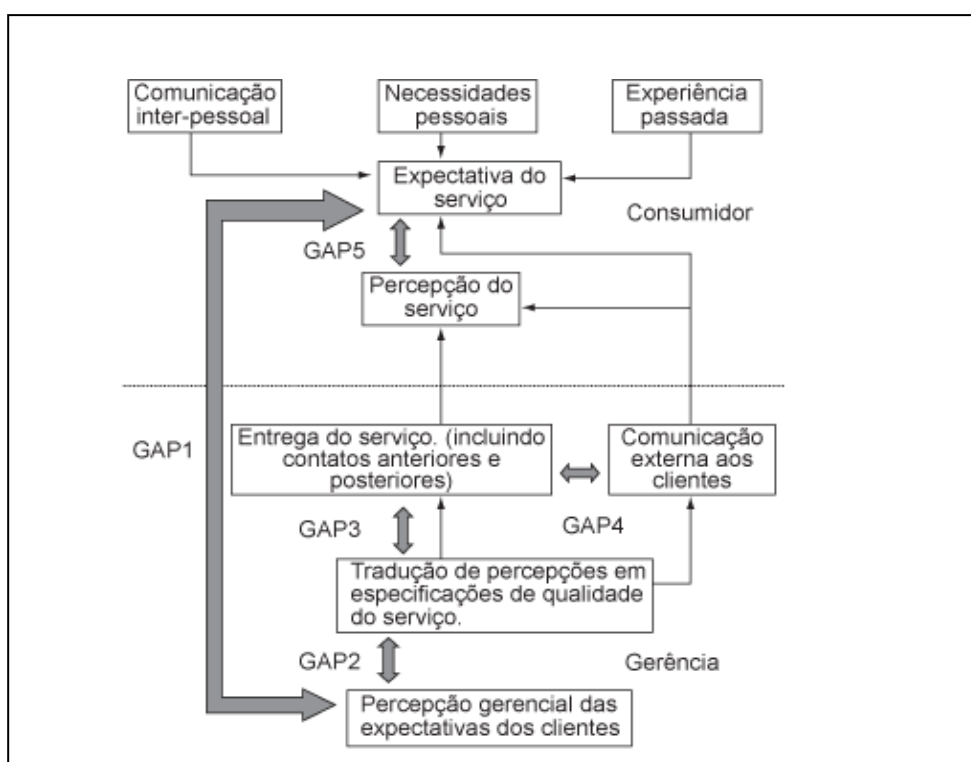 Comunicação
inter-pessoal
Necessidades
pessoais
Experiência
passada
Expectativa do
serviço
Consumidor
GAP5
Percepção do
serviço
GAP1
Entrega do serviço. (incluindo
contatos anteriores e
posteriores)
Comunicação
externa aos
clientes
GAP3
GAP4
Tradução de percepções em
especificações de qualidade
do serviço.
GAP2
Gerência
Percepção gerencial das
expectativas dos clientes